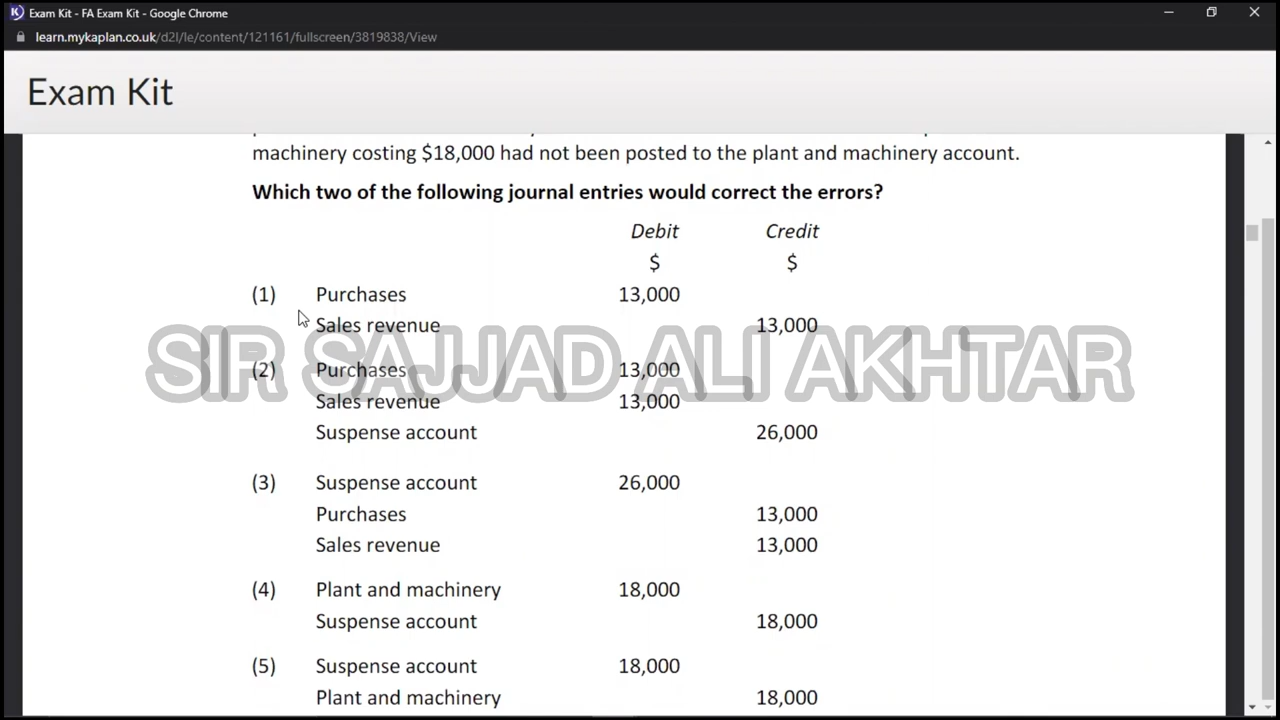 Exam Kit - FA Exam Kit - Google Chrome
learn.mykaplan.co.uk/d2l/le/content/121161/fullscreen/3819838/View
Exam Kit
machinery costing $18,000 had not been posted to the plant and machinery account.
Which two of the following journal entries would correct the errors?
Debit Credit
$ $
(1) Purchases 13,000
Sales revenue 13,000
SIR SAJJAD ALI AKHTAR
(2) Purchases 13,000
Sales revenue 13,000
Suspense account 26,000
(3) Suspense account 26,000
Purchases 13,000
Sales revenue 13,000
(4) Plant and machinery 18,000
Suspense account 18,000
(5) Suspense account 18,000
Plant and machinery 18,000